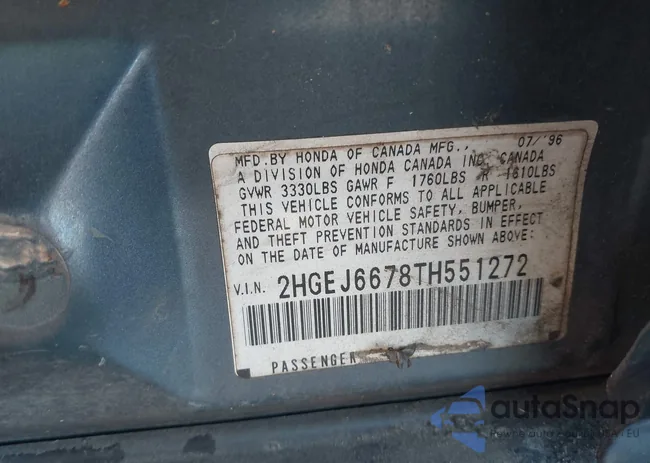 MFD.BY HONDA OF CANADA MFG., 07/'96
A DIVISION OF HONDA CANADA INC, CANADA
GVWR 3330LBS GAWR F 1760LBS R 1610LBS
THIS VEHICLE CONFORMS TO ALL APPLICABLE
FEDERAL MOTOR VEHICLE SAFETY, BUMPER,
AND THEFT PREVENTION STANDARDS IN EFFECT
ON THE DATE OF MANUFACTURE SHOWN ABOVE:
V.I.N. 2HGEJ6678TH551272
PASSENGER
autoSnap